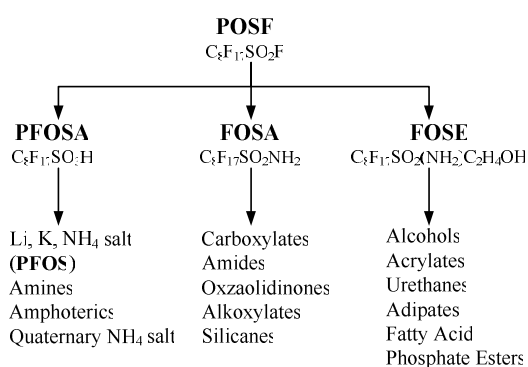 POSF
C₈F₁₇SO₂F
PFOSA
C₈F₁₇SO₃H
FOSA
C₈F₁₇SO₂NH₂
FOSE
C₈F₁₇SO₂(NH₂)C₂H₄OH
Li, K, NH₄ salt
(PFOS)
Amines
Amphoterics
Quaternary NH₄ salt
Carboxylates
Amides
Oxzaolidinones
Alkoxylates
Silicanes
Alcohols
Acrylates
Urethanes
Adipates
Fatty Acid
Phosphate Esters